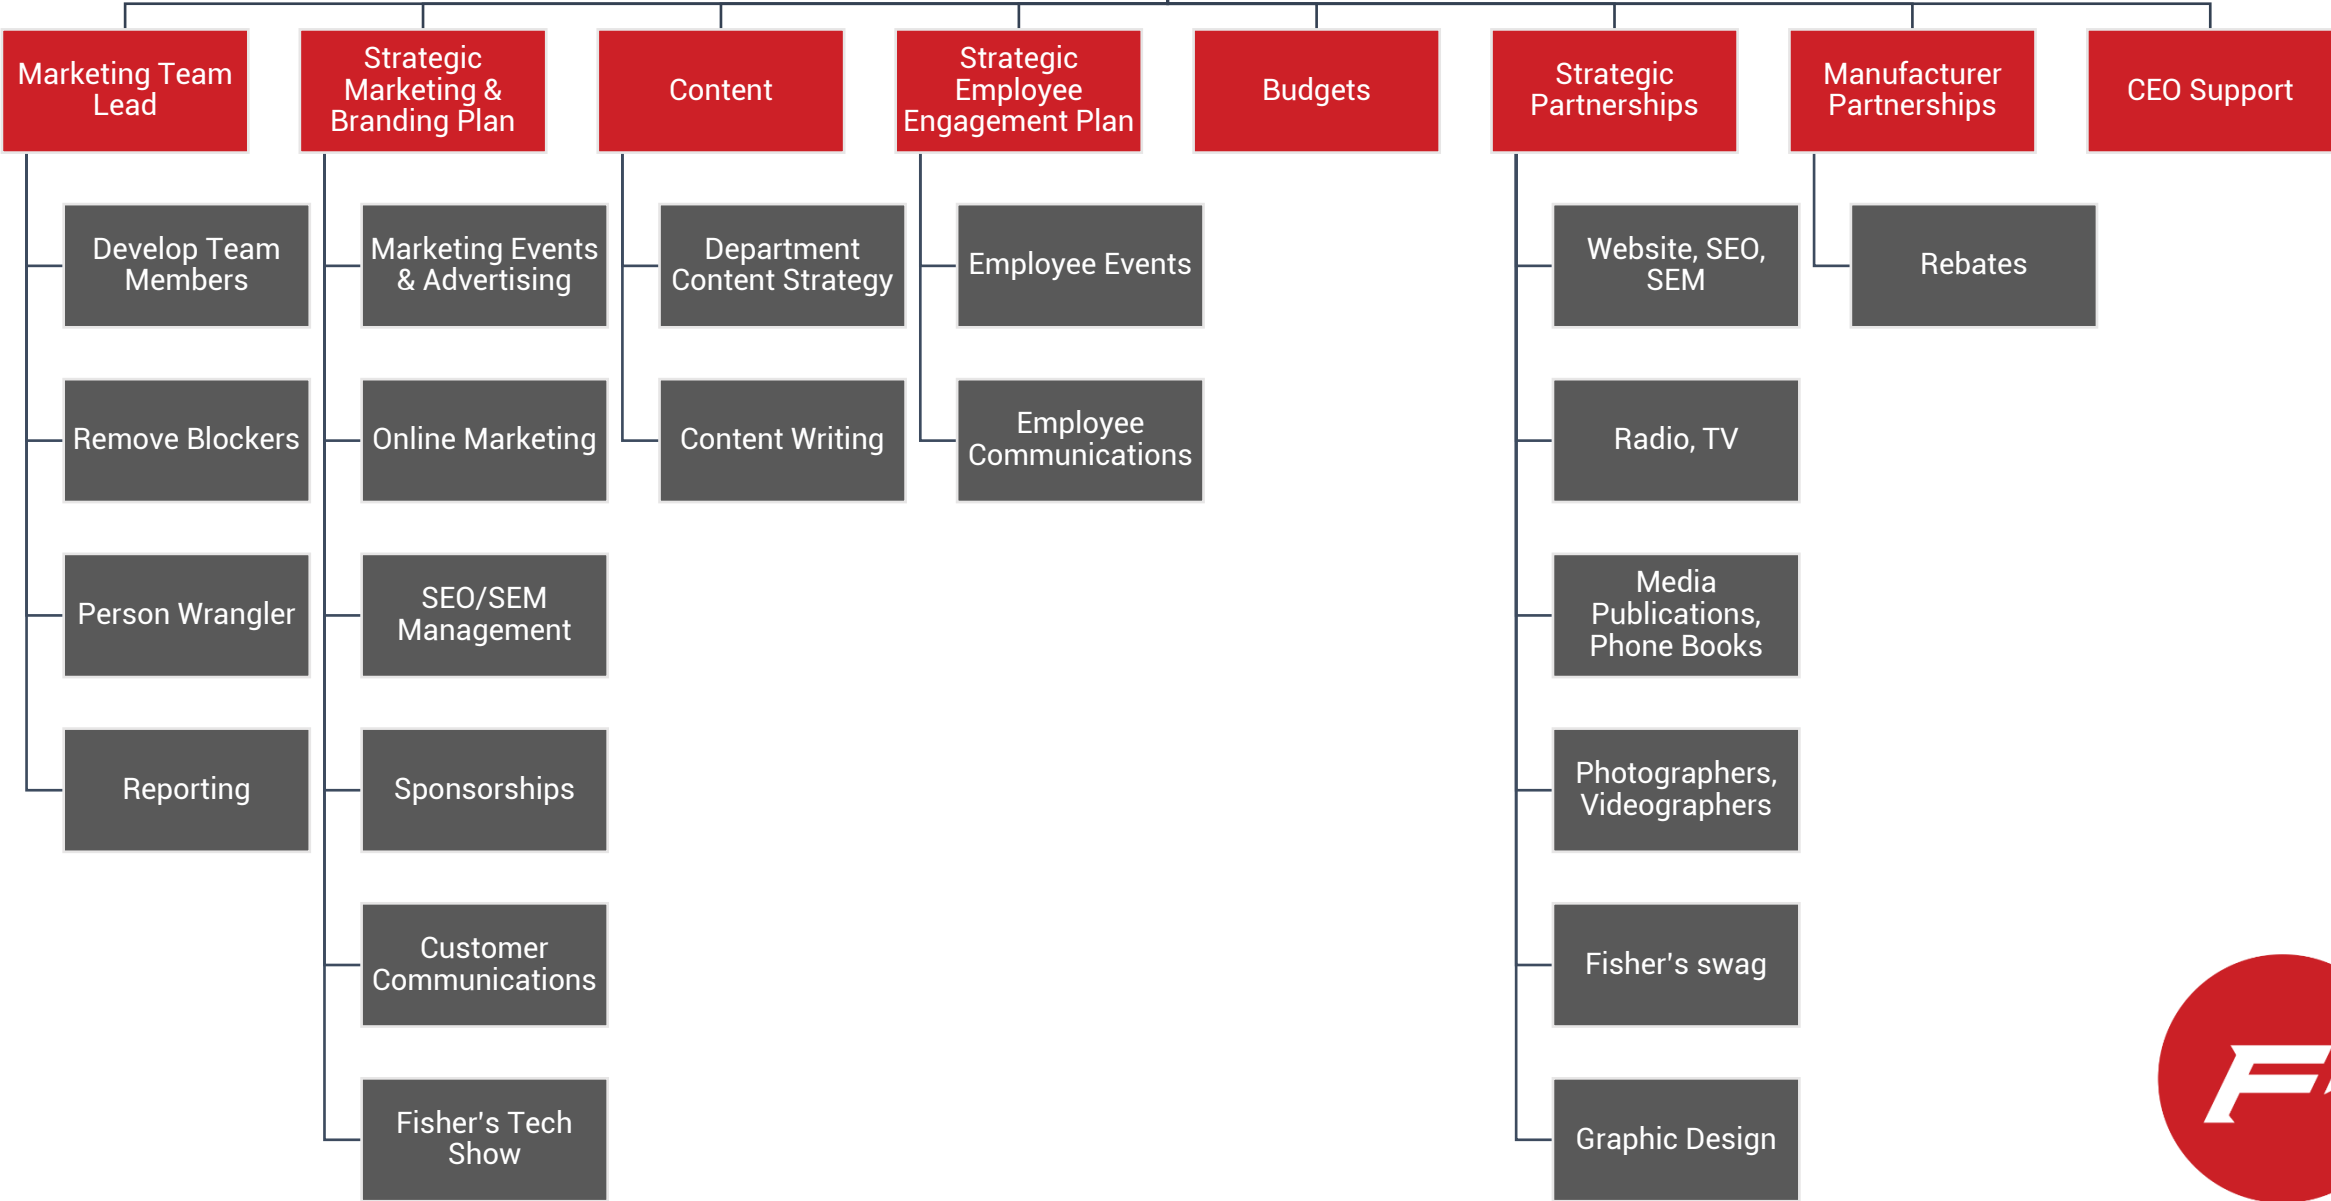 Marketing Team
Lead
Strategic
Marketing &
Branding Plan
Content
Strategic
Employee
Engagement Plan
Budgets
Strategic
Partnerships
Manufacturer
Partnerships
CEO Support
Develop Team
Members
Remove Blockers
Person Wrangler
Reporting
Marketing Events
& Advertising
Online Marketing
SEO/SEM
Management
Sponsorships
Customer
Communications
Fisher's Tech
Show
Department
Content Strategy
Content Writing
Employee Events
Employee
Communications
Website, SEO,
SEM
Radio, TV
Media
Publications,
Phone Books
Photographers,
Videographers
Fisher's swag
Graphic Design
Rebates
F